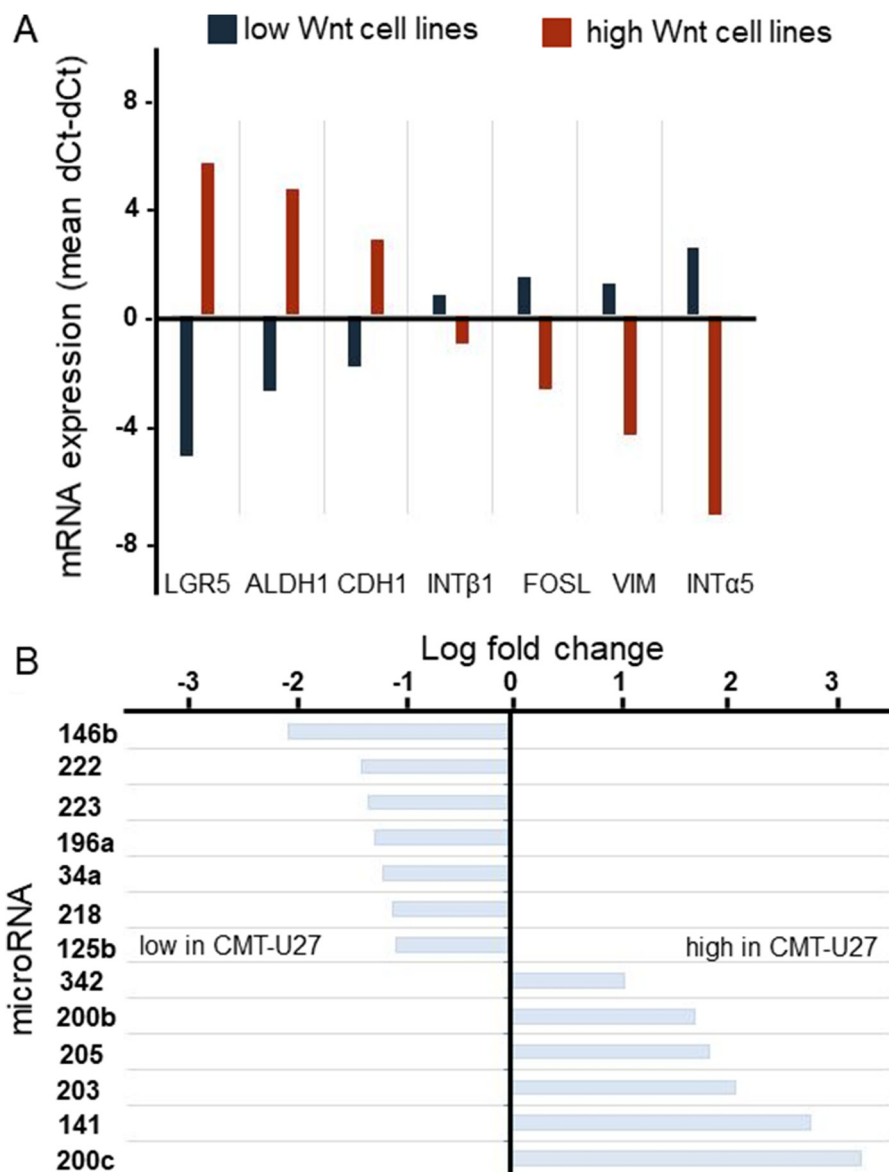 A
low Wnt cell lines
high Wnt cell lines
mRNA expression (mean dCt-dCt)
8
4
0
-4
-8
LGR5 ALDH1 CDH1 INTβ1 FOSL VIM INTα5
B
Log fold change
-3 -2 -1 0 1 2 3
microRNA
146b
222
223
196a
34a
218
125b
low in CMT-U27
high in CMT-U27
342
200b
205
203
141
200c